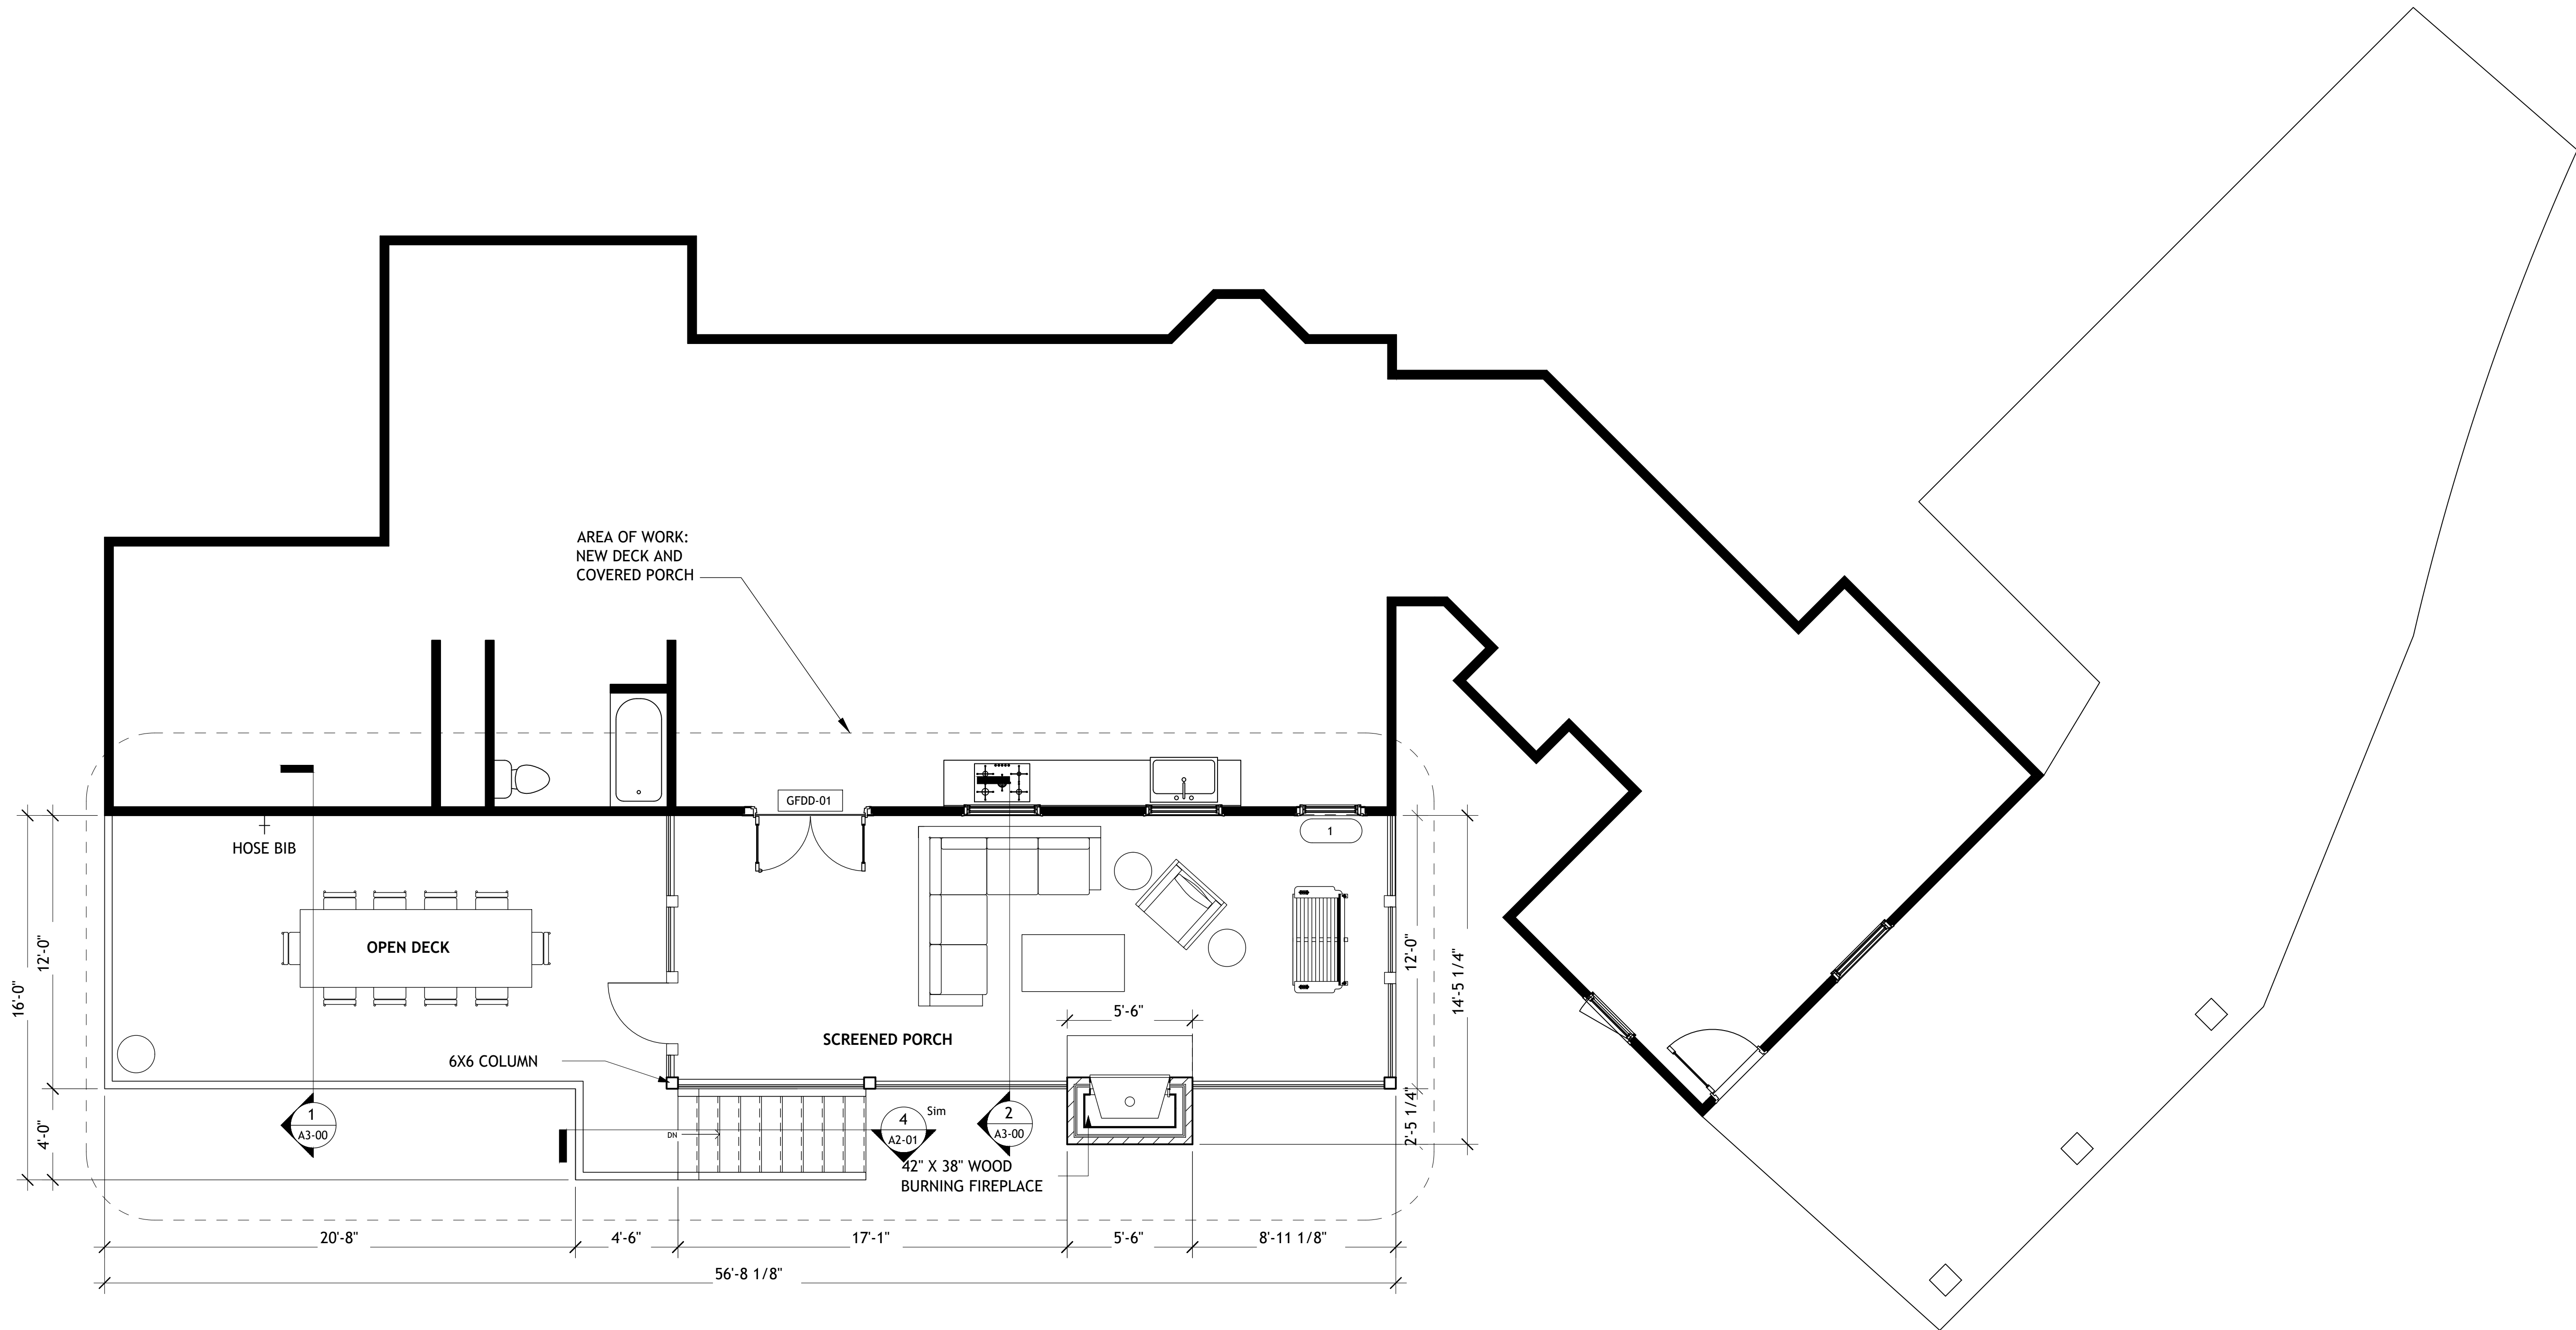 AREA OF WORK:
NEW DECK AND
COVERED PORCH
GFDD-01
1
HOSE BIB
OPEN DECK
SCREENED PORCH
6X6 COLUMN
5'-6"
12'-0"
16'-0"
4'-0"
12'-0"
14'-5 1/4"
2'-5 1/4"
1
A3-00
DN
4
A2-01
Sim
2
A3-00
42" X 38" WOOD
BURNING FIREPLACE
20'-8"
4'-6"
17'-1"
5'-6"
8'-11 1/8"
56'-8 1/8"